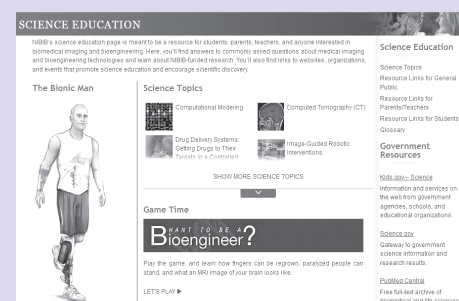 SCIENCE EDUCATION
NIBIB's science education page is meant to be a resource for students, parents, teachers, and anyone interested in
biomedical imaging and bioengineering. Here, you'll find answers to commonly asked questions about medical imaging
and bioengineering technologies and learn about NIBIB-funded research. You'll also find links to websites, organizations,
and events that promote science education and encourage scientific discovery.
The Bionic Man
Science Topics
Computational Modeling
Computed Tomography (CT)
Drug Delivery Systems:
Getting Drugs to Their
Targets in a Controlled
Image-Guided Robotic
Interventions
SHOW MORE SCIENCE TOPICS
Game Time
WANT TO BE A
Bioengineer?
Play the game, and learn how fingers can be regrown, paralized people can
stand, and what an MRI image of your brain looks like.
LET'S PLAY ▶
Science Education
Science Topics
Resource Links for General
Public
Resource Links for
Parents/Teachers
Resource Links for Students
Glossary
Government
Resources
Kids.gov – Science
Information and services on
the web from government
agencies, schools, and
educational organizations.
Science.gov
Gateway to government
science information and
research results.
PubMed Central
Free full-text archive of
biomedical and life sciences